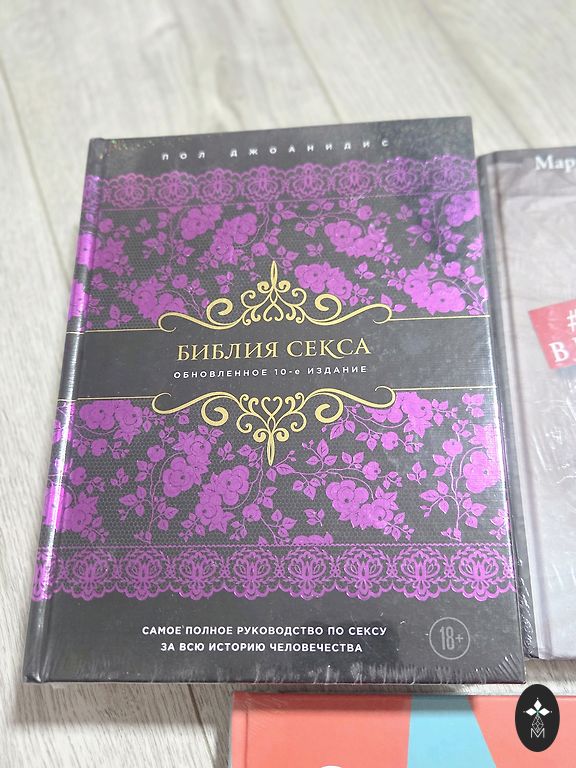 ПОЛ ДЖОАНИДИС
БИБЛИЯ СЕКСА
ОБНОВЛЕННОЕ 10-е ИЗДАНИЕ
САМОЕ ПОЛНОЕ РУКОВОДСТВО ПО СЕКСУ
ЗА ВСЮ ИСТОРИЮ ЧЕЛОВЕЧЕСТВА
18+
Мар
#
В
М